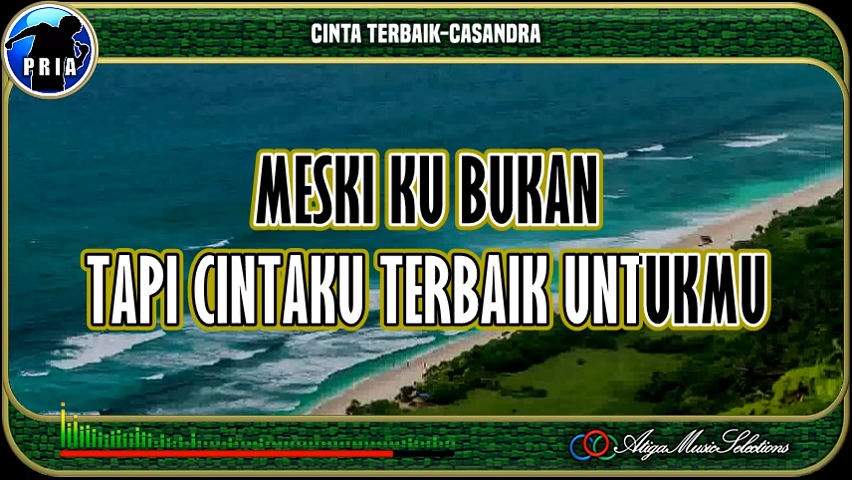 CINTA TERBAIK-CASANDRA
PRIA
MESKI KU BUKAN
TAPI CINTAKU TERBAIK UNTUKMU
AtigaMusicSelections